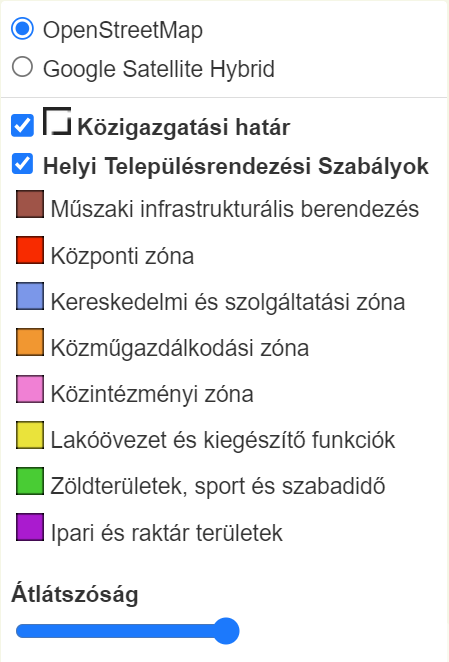 OpenStreetMap
Google Satellite Hybrid
Közigazgatási határ
Helyi Településrendezési Szabályok
Műszaki infrastrukturális berendezés
Központi zóna
Kereskedelmi és szolgáltatási zóna
Közműgazdálkodási zóna
Közintézményi zóna
Lakóövezet és kiegészítő funkciók
Zöldterületek, sport és szabadidő
Ipari és raktár területek
Átlátszóság